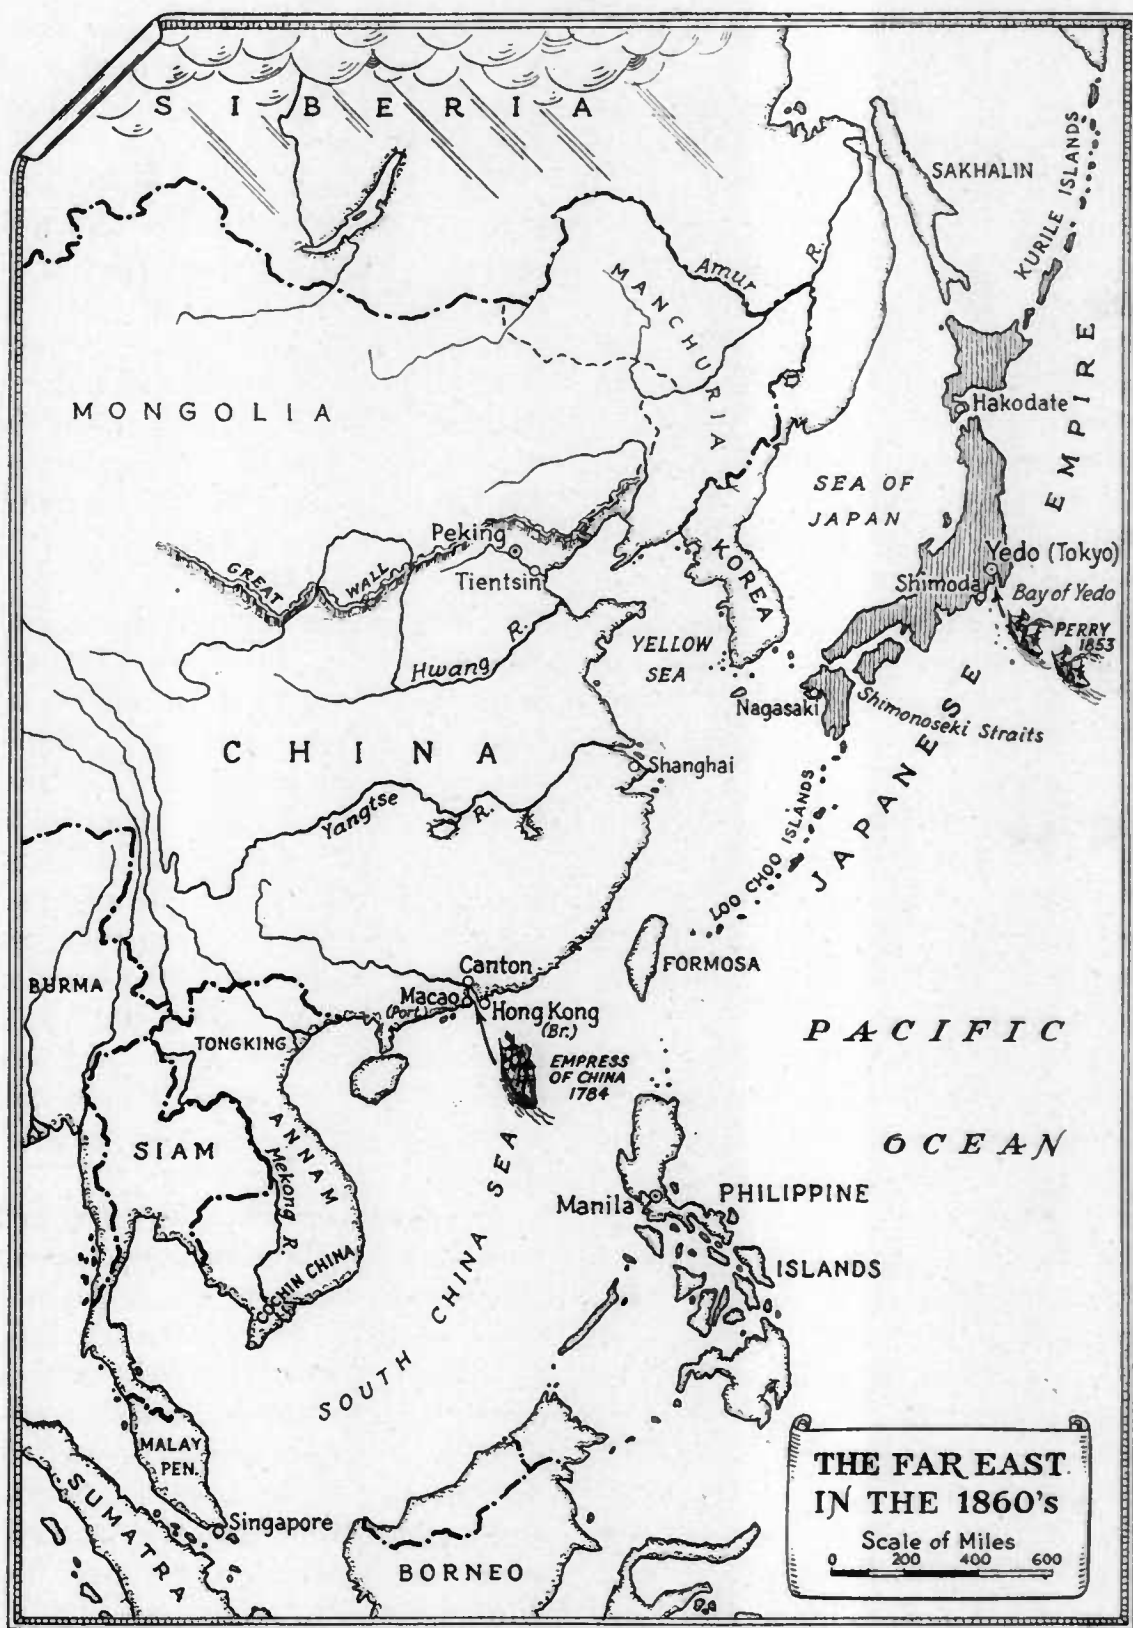 SIBERIA
SAKHALIN
KURILE ISLANDS
Amur R.
MANCHURIA
MONGOLIA
Hakodate
JAPANESE EMPIRE
SEA OF
JAPAN
Peking
GREAT WALL
Tientsin
KOREA
Yedo (Tokyo)
Shimoda
Bay of Yedo
PERRY
1853
YELLOW
SEA
Hwang R.
Nagasaki
Shimonoseki Straits
CHINA
Shanghai
Yangtse R.
LOO CHOO ISLANDS
FORMOSA
Canton
Macao
(Port.)
Hong Kong
(Br.)
BURMA
TONGKING
EMPRESS
OF CHINA
1784
PACIFIC
OCEAN
SIAM
ANNAM
Mekong R.
COCHIN CHINA
SOUTH CHINA SEA
Manila
PHILIPPINE
ISLANDS
MALAY
PEN.
SUMATRA
Singapore
BORNEO
THE FAR EAST
IN THE 1860's
Scale of Miles
0 200 400 600